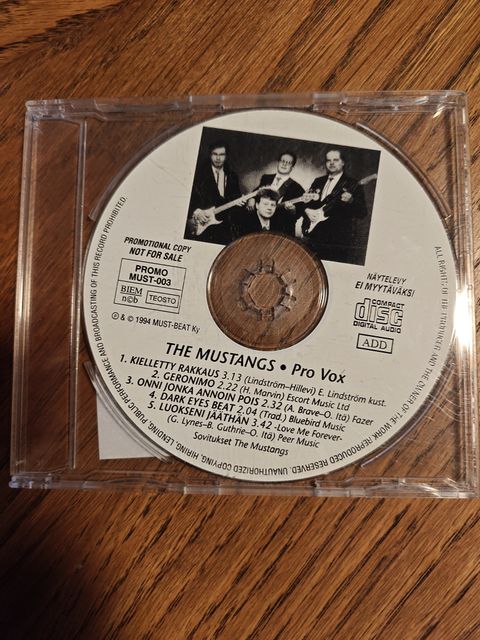 PROMOTIONAL COPY
NOT FOR SALE
PROMO
MUST-003
BIEM
n©b
TEOSTO
℗ & © 1994 MUST-BEAT Ky
NÄYTELEVY
EI MYYTÄVÄKSI
COMPACT
disc
DIGITAL AUDIO
ADD
THE MUSTANGS • Pro Vox
1. KIELLETTY RAKKAUS 3.13 (Lindström–Hillevi) E. Lindström kust.
2. GERONIMO 2.22 (H. Marvin) Escort Music Ltd
3. ONNI JONKA ANNOIN POIS 2.32 (A. Brave–O. Itä) Fazer
4. DARK EYES BEAT 2.04 (Trad.) Bluebird Music
5. LUOKSENI JÄÄTHÄN 3.42 -Love Me Forever-
(G. Lynes–B. Guthrie–O. Itä) Peer Music
Sovitukset The Mustangs
ALL RIGHTS OF THE PRODUCER AND THE OWNER OF THE WORK REPRODUCED RESERVED. UNAUTHORIZED COPYING, HIRING, LENDING, PUBLIC PERFORMANCE AND BROADCASTING OF THIS RECORD PROHIBITED.